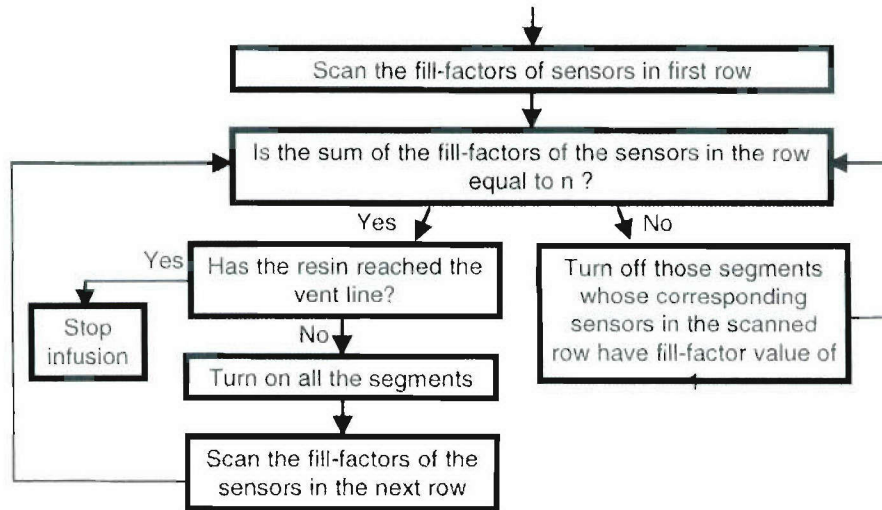 Scan the fill-factors of sensors in first row
Is the sum of the fill-factors of the sensors in the row
equal to n ?
Yes
No
Yes
Has the resin reached the
vent line?
Turn off those segments
whose corresponding
sensors in the scanned
row have fill-factor value of
Stop
infusion
No
Turn on all the segments
Scan the fill-factors of the
sensors in the next row